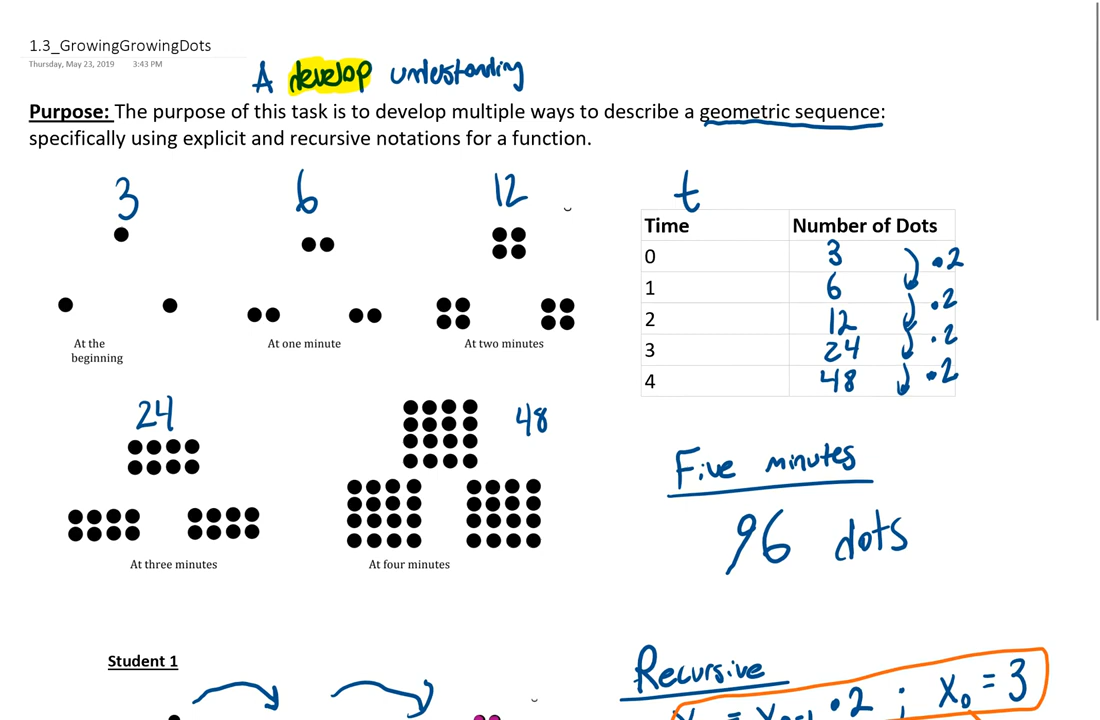 1.3_GrowingGrowingDots
Thursday, May 23, 2019 3:43 PM
A develop understanding
Purpose: The purpose of this task is to develop multiple ways to describe a geometric sequence:
specifically using explicit and recursive notations for a function.
3 6 12
At the beginning
At one minute
At two minutes
t
Time Number of Dots
0 3 •2
1 6 •2
2 12 •2
3 24 •2
4 48
24 48
At three minutes
At four minutes
Five minutes
96 dots
Student 1
Recursive
= •2 ; x₀ = 3